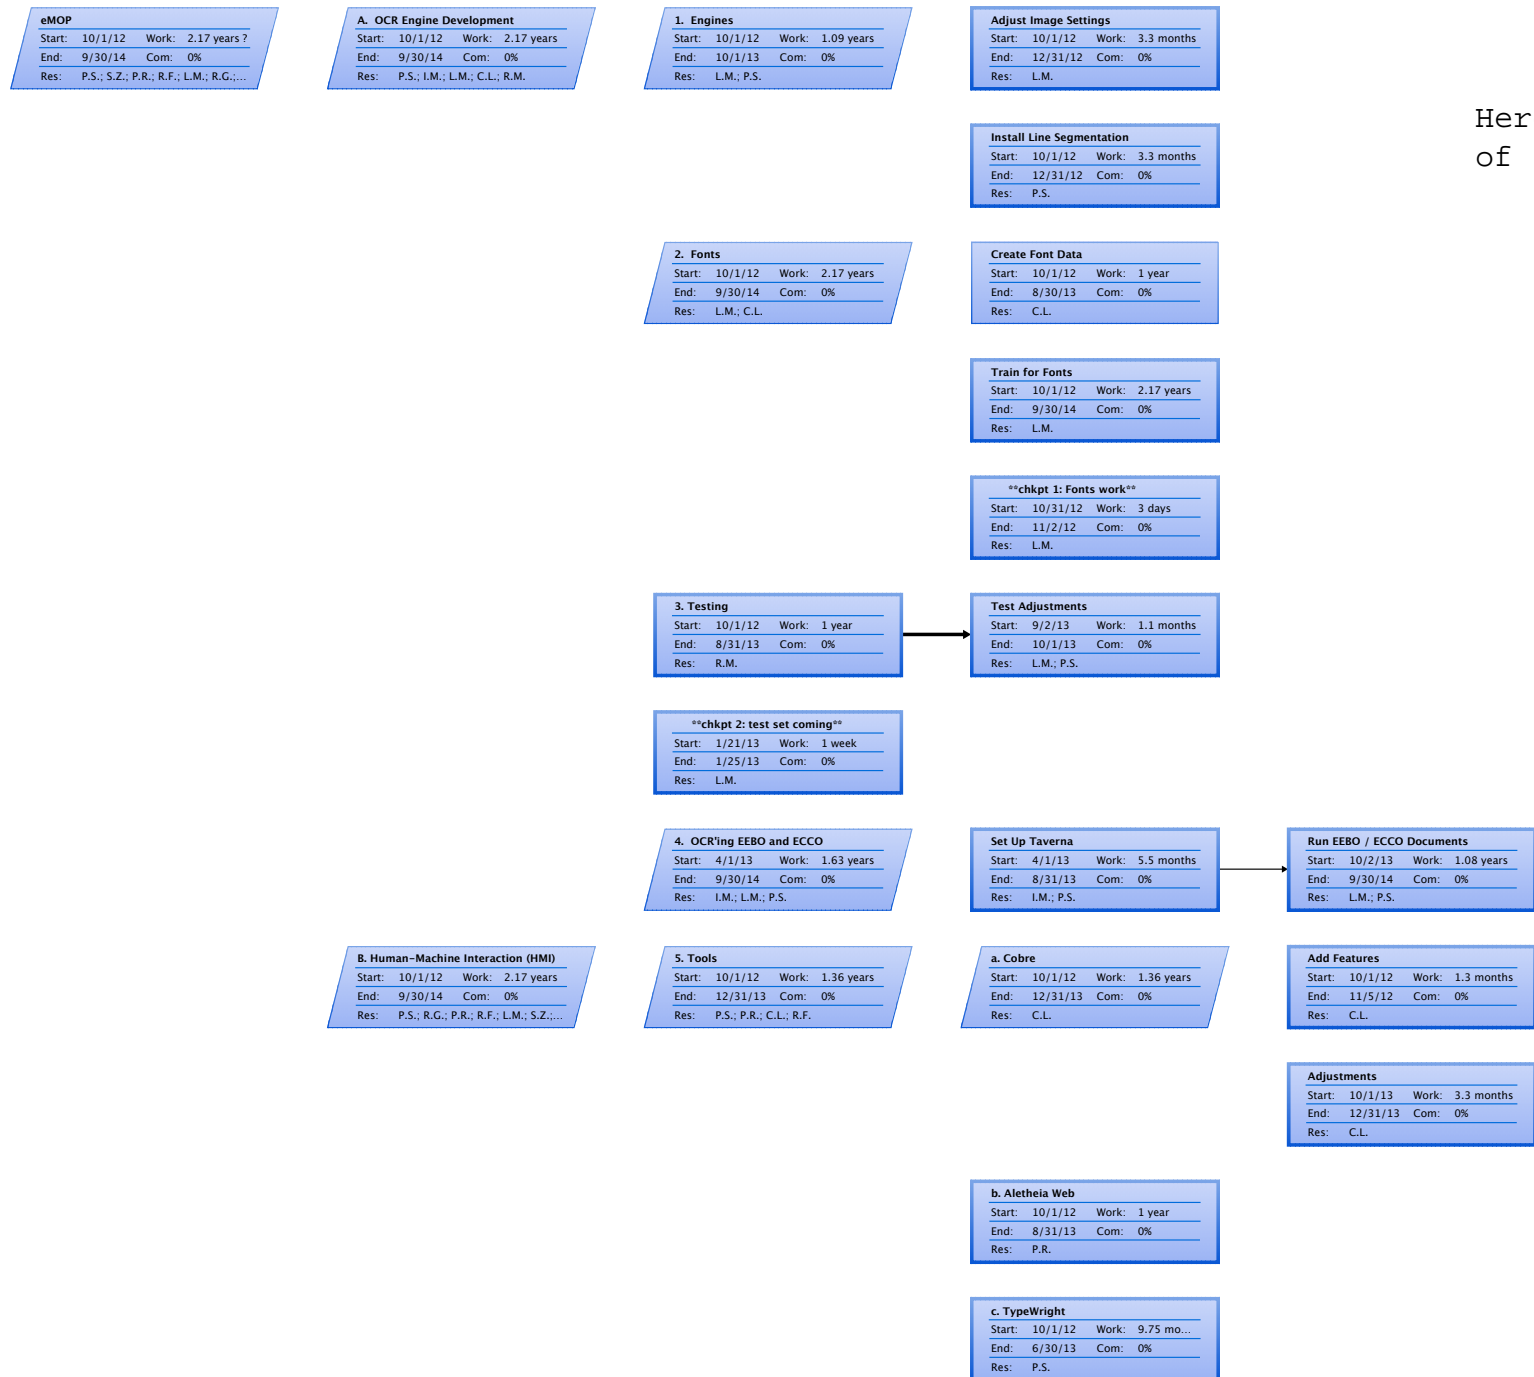 eMOP
Start: 10/1/12 Work: 2.17 years ?
End: 9/30/14 Com: 0%
Res: P.S.; S.Z.; P.R.; R.F.; L.M.; R.G.;...
A. OCR Engine Development
Start: 10/1/12 Work: 2.17 years
End: 9/30/14 Com: 0%
Res: P.S.; I.M.; L.M.; C.L.; R.M.
1. Engines
Start: 10/1/12 Work: 1.09 years
End: 10/1/13 Com: 0%
Res: L.M.; P.S.
Adjust Image Settings
Start: 10/1/12 Work: 3.3 months
End: 12/31/12 Com: 0%
Res: L.M.
Her
of
Install Line Segmentation
Start: 10/1/12 Work: 3.3 months
End: 12/31/12 Com: 0%
Res: P.S.
2. Fonts
Start: 10/1/12 Work: 2.17 years
End: 9/30/14 Com: 0%
Res: L.M.; C.L.
Create Font Data
Start: 10/1/12 Work: 1 year
End: 8/30/13 Com: 0%
Res: C.L.
Train for Fonts
Start: 10/1/12 Work: 2.17 years
End: 9/30/14 Com: 0%
Res: L.M.
**chkpt 1: Fonts work**
Start: 10/31/12 Work: 3 days
End: 11/2/12 Com: 0%
Res: L.M.
3. Testing
Start: 10/1/12 Work: 1 year
End: 8/31/13 Com: 0%
Res: R.M.
Test Adjustments
Start: 9/2/13 Work: 1.1 months
End: 10/1/13 Com: 0%
Res: L.M.; P.S.
**chkpt 2: test set coming**
Start: 1/21/13 Work: 1 week
End: 1/25/13 Com: 0%
Res: L.M.
4. OCR'ing EEBO and ECCO
Start: 4/1/13 Work: 1.63 years
End: 9/30/14 Com: 0%
Res: I.M.; L.M.; P.S.
Set Up Taverna
Start: 4/1/13 Work: 5.5 months
End: 8/31/13 Com: 0%
Res: I.M.; P.S.
Run EEBO / ECCO Documents
Start: 10/2/13 Work: 1.08 years
End: 9/30/14 Com: 0%
Res: L.M.; P.S.
B. Human-Machine Interaction (HMI)
Start: 10/1/12 Work: 2.17 years
End: 9/30/14 Com: 0%
Res: P.S.; R.G.; P.R.; R.F.; L.M.; S.Z.;...
5. Tools
Start: 10/1/12 Work: 1.36 years
End: 12/31/13 Com: 0%
Res: P.S.; P.R.; C.L.; R.F.
a. Cobre
Start: 10/1/12 Work: 1.36 years
End: 12/31/13 Com: 0%
Res: C.L.
Add Features
Start: 10/1/12 Work: 1.3 months
End: 11/5/12 Com: 0%
Res: C.L.
Adjustments
Start: 10/1/13 Work: 3.3 months
End: 12/31/13 Com: 0%
Res: C.L.
b. Aletheia Web
Start: 10/1/12 Work: 1 year
End: 8/31/13 Com: 0%
Res: P.R.
c. TypeWright
Start: 10/1/12 Work: 9.75 mo...
End: 6/30/13 Com: 0%
Res: P.S.